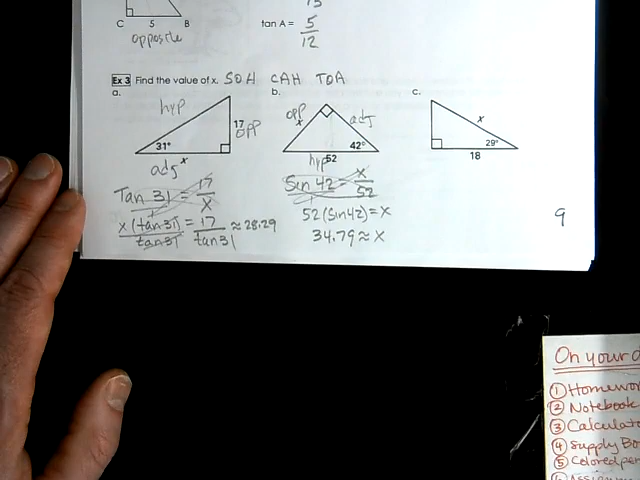 13
C 5 B
opposite
tan A = 5/12
Ex 3 Find the value of x. SOH CAH TOA
a.
hyp
17 opp
31°
adj x
Tan 31 = 17/x
x(tan 31)/tan 31 = 17/tan 31 ≈ 28.29
b.
opp x
adj
42°
hyp 52
Sin 42 = x/52
52 (sin 42) = x
34.79 ≈ x
c.
x
29°
18
9
On your d
① Homewor
② Notebook
③ Calculato
④ Supply Bo
⑤ Colored pen